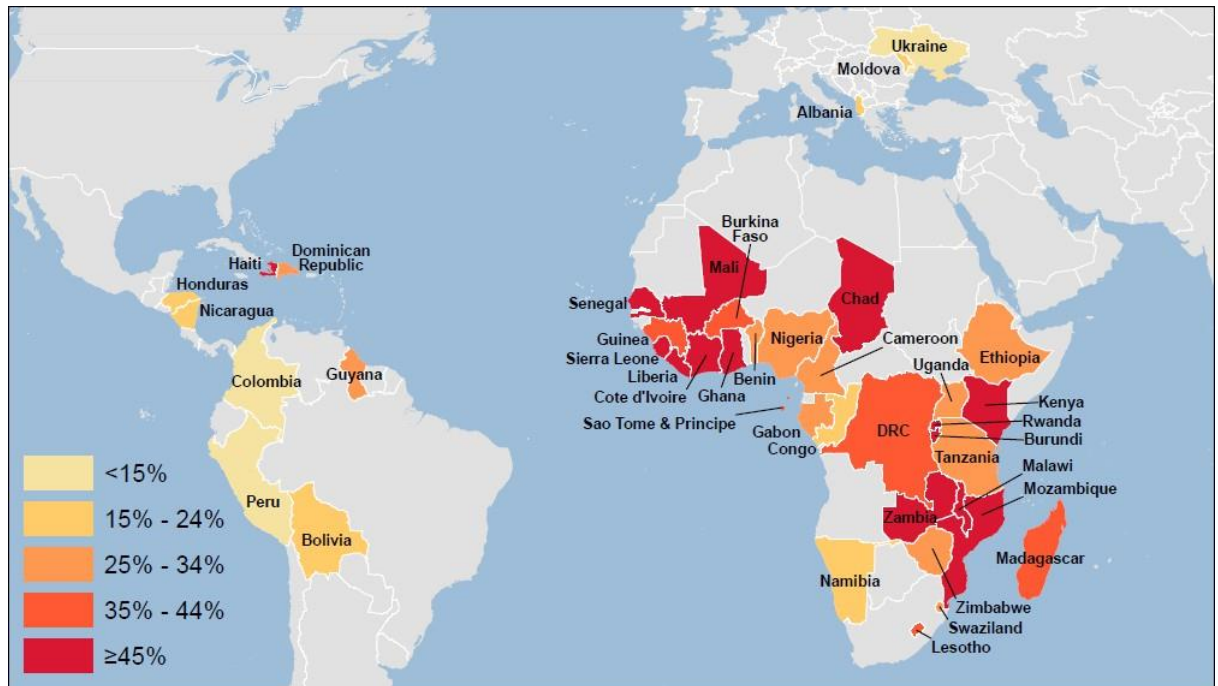 Ukraine
Moldova
Albania
Burkina
Faso
Dominican
Republic
Haiti
Honduras
Mali
Nicaragua
Senegal
Chad
Guinea
Nigeria
Cameroon
Sierra Leone
Ethiopia
Liberia
Uganda
Colombia
Guyana
Benin
Cote d'Ivoire
Ghana
Kenya
Sao Tome & Principe
Rwanda
Gabon
DRC
Burundi
Congo
Tanzania
Malawi
<15%
Mozambique
Peru
15% - 24%
Zambia
Bolivia
Madagascar
25% - 34%
Namibia
35% - 44%
Zimbabwe
Swaziland
Lesotho
≥45%